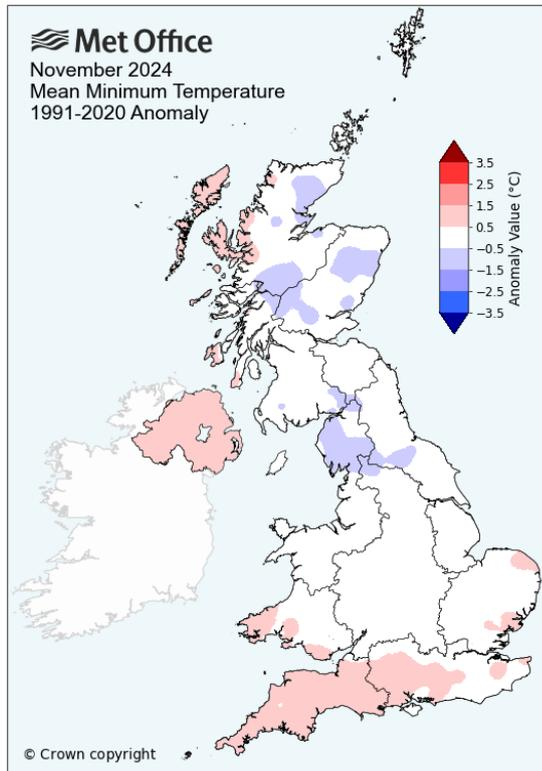 Met Office
November 2024
Mean Minimum Temperature
1991-2020 Anomaly
3.5
2.5
1.5
0.5
−0.5
−1.5
−2.5
−3.5
Anomaly Value (°C)
© Crown copyright